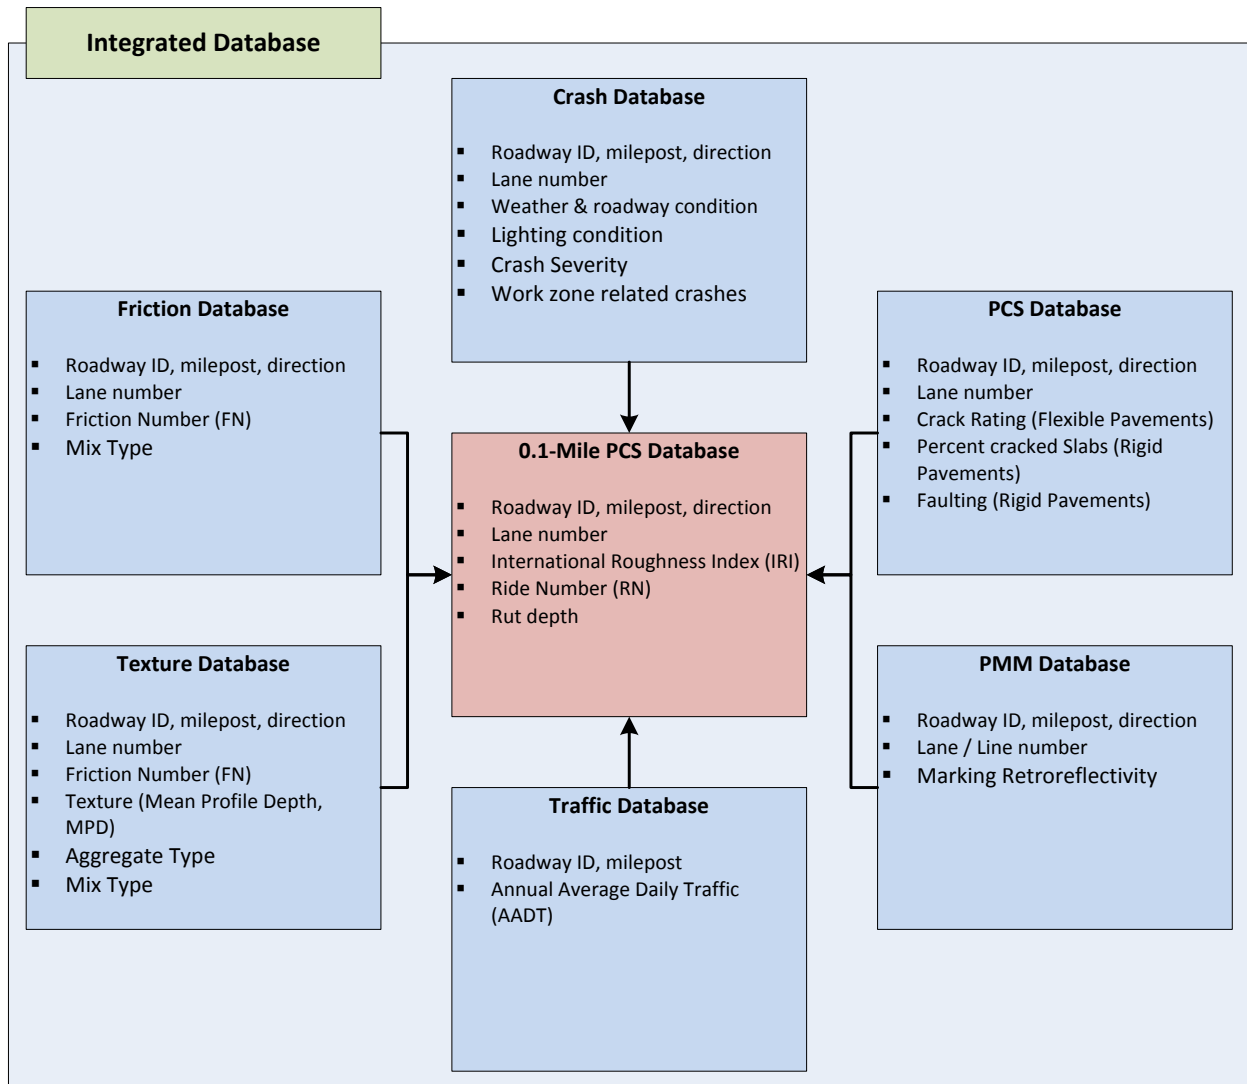 Integrated Database
Crash Database
▪ Roadway ID, milepost, direction
▪ Lane number
▪ Weather & roadway condition
▪ Lighting condition
▪ Crash Severity
▪ Work zone related crashes
Friction Database
▪ Roadway ID, milepost, direction
▪ Lane number
▪ Friction Number (FN)
▪ Mix Type
PCS Database
▪ Roadway ID, milepost, direction
▪ Lane number
▪ Crack Rating (Flexible Pavements)
▪ Percent cracked Slabs (Rigid
Pavements)
▪ Faulting (Rigid Pavements)
0.1-Mile PCS Database
▪ Roadway ID, milepost, direction
▪ Lane number
▪ International Roughness Index (IRI)
▪ Ride Number (RN)
▪ Rut depth
Texture Database
▪ Roadway ID, milepost, direction
▪ Lane number
▪ Friction Number (FN)
▪ Texture (Mean Profile Depth,
MPD)
▪ Aggregate Type
▪ Mix Type
PMM Database
▪ Roadway ID, milepost, direction
▪ Lane / Line number
▪ Marking Retroreflectivity
Traffic Database
▪ Roadway ID, milepost
▪ Annual Average Daily Traffic
(AADT)